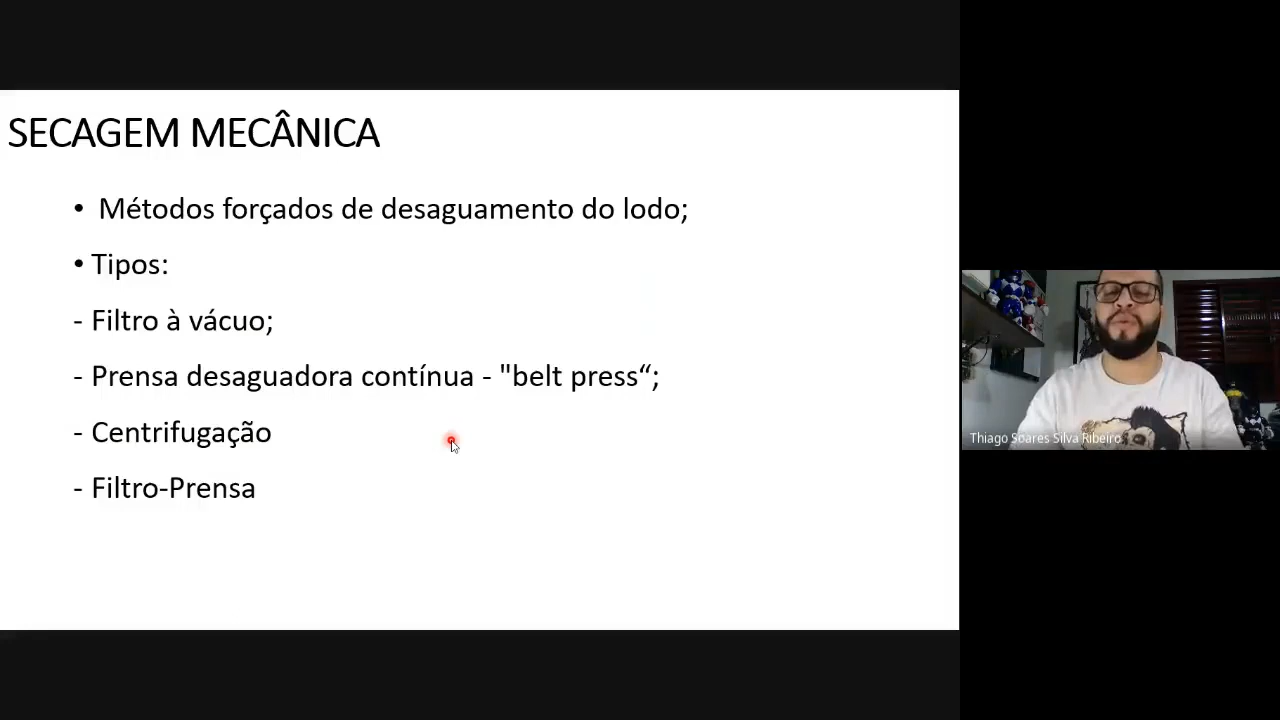 SECAGEM MECÂNICA
• Métodos forçados de desaguamento do lodo;
• Tipos:
- Filtro à vácuo;
- Prensa desaguadora contínua - "belt press“;
- Centrifugação
- Filtro-Prensa
Thiago Soares Silva Ribeiro